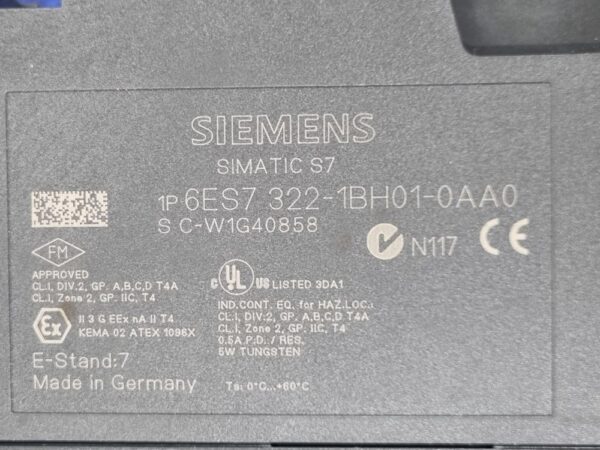 SIEMENS
SIMATIC S7
1P 6ES7 322-1BH01-0AA0
S C-W1G40858
N117 CE
FM
APPROVED
CL.I, DIV.2, GP. A,B,C,D T4A
CL.I, Zone 2, GP. IIC, T4
Ex
II 3 G EEx nA II T4
KEMA 02 ATEX 1096X
E-Stand:7
Made in Germany
C UL US LISTED 3DA1
IND.CONT. EQ. for HAZ.LOC.:
CL.I, DIV.2, GP. A,B,C,D T4A
CL.I, Zone 2, GP. IIC, T4
0.5A P.D. / RES.
5W TUNGSTEN
Ta: 0°C...+60°C